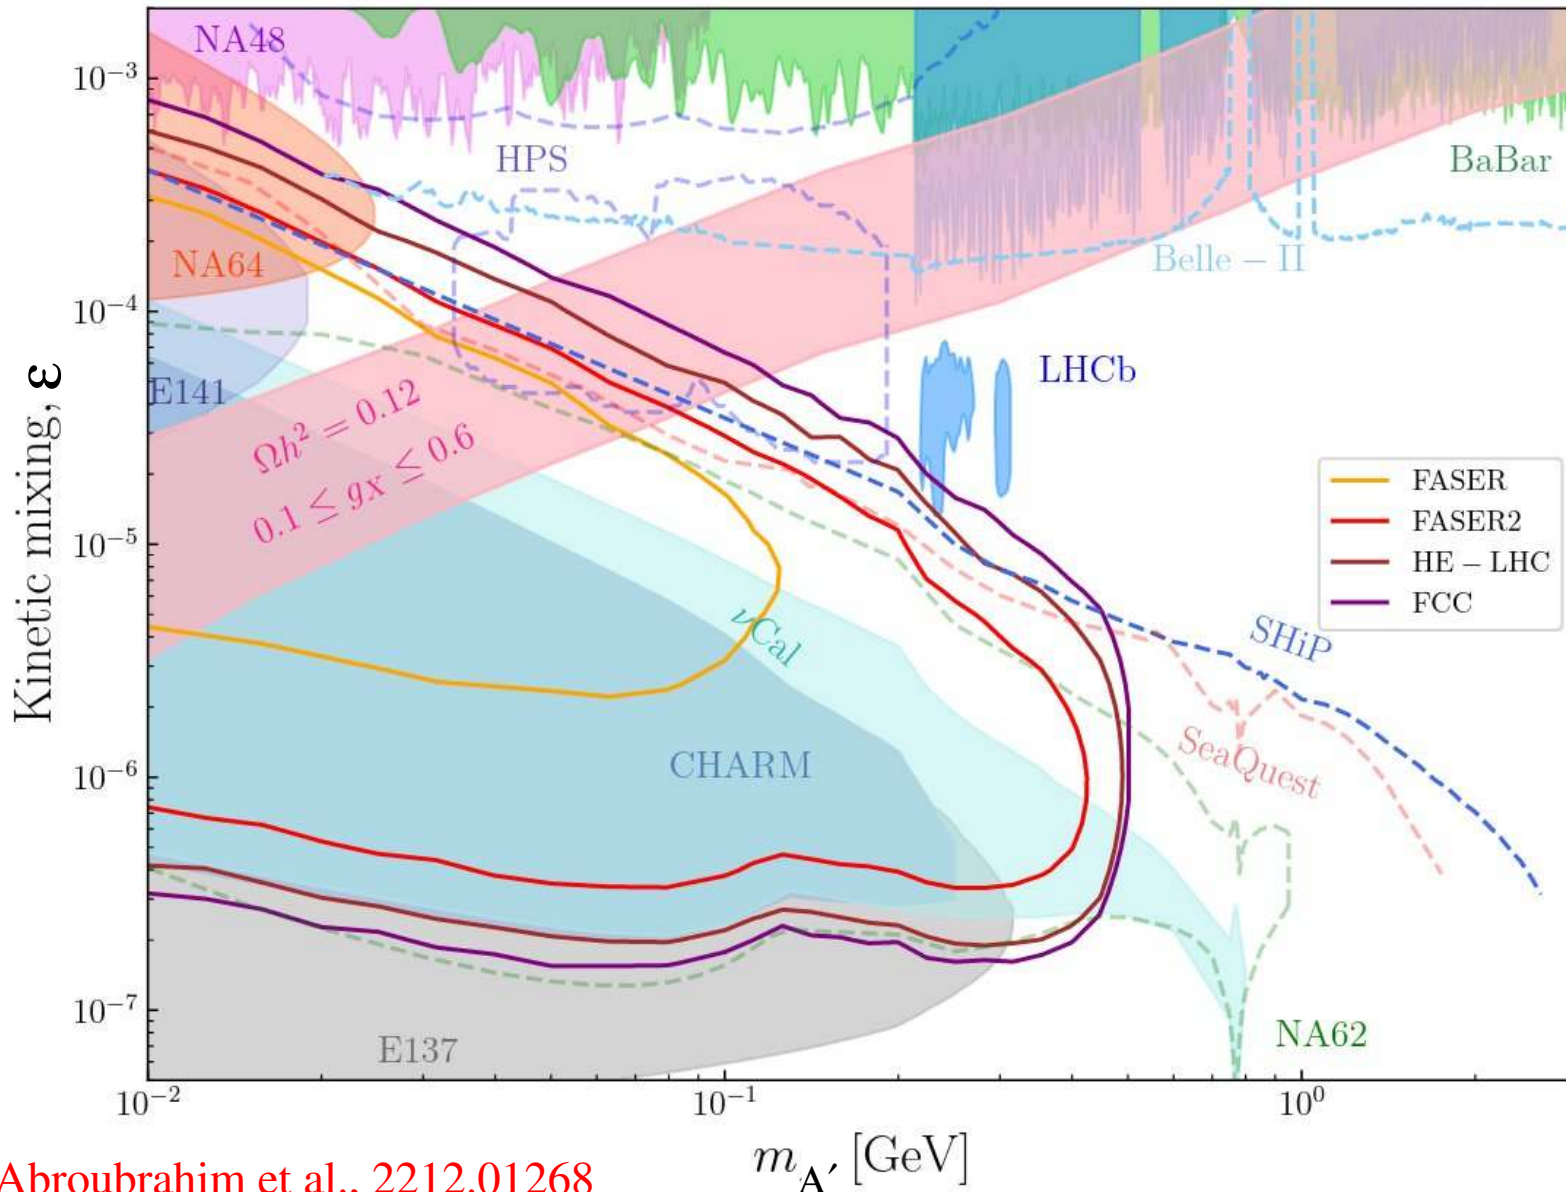 NA48
HPS
BaBar
NA64
Belle – II
E141
LHCb
Ωh² = 0.12
0.1 ≤ gX ≤ 0.6
FASER
FASER2
HE – LHC
FCC
νCal
SHiP
SeaQuest
CHARM
NA62
E137
10⁻³
10⁻⁴
10⁻⁵
10⁻⁶
10⁻⁷
Kinetic mixing, ε
10⁻² 10⁻¹ 10⁰
m A′ [GeV]
Abroubrahim et al., 2212.01268